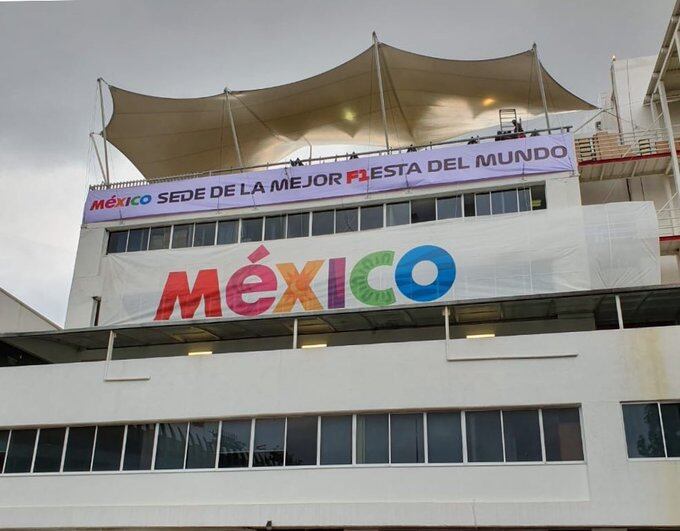 MéXICO SEDE DE LA MEJOR F1ESTA DEL MUNDO
MéXICO